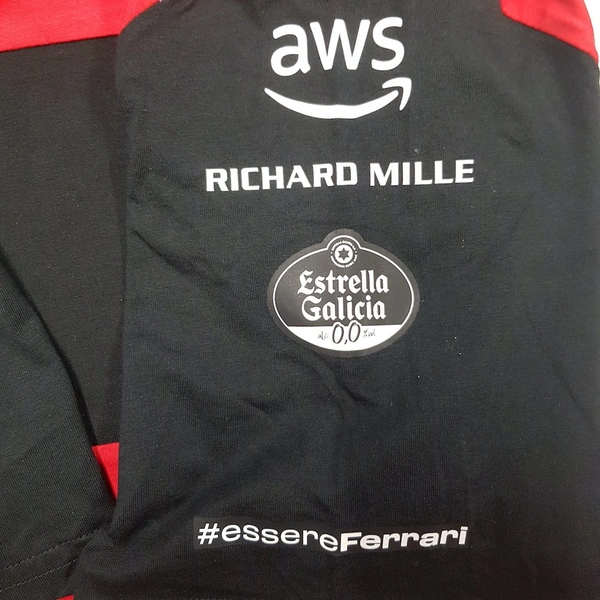 aws
RICHARD MILLE
Estrella
Galicia
0,0
#essereFerrari